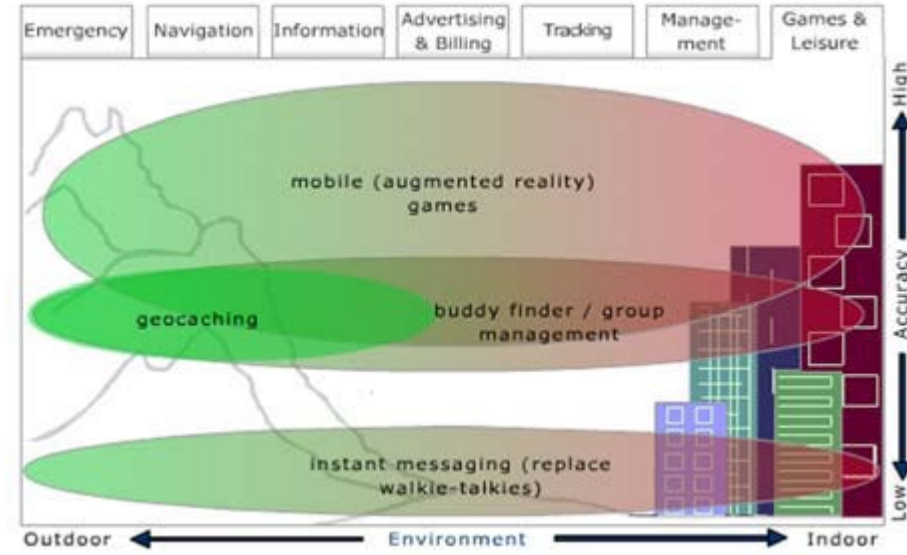 Emergency
Navigation
Information
Advertising
& Billing
Tracking
Manage-
ment
Games &
Leisure
High
mobile (augmented reality)
games
Accuracy
geocaching
buddy finder / group
management
instant messaging (replace
walkie-talkies)
Low
Outdoor
Environment
Indoor